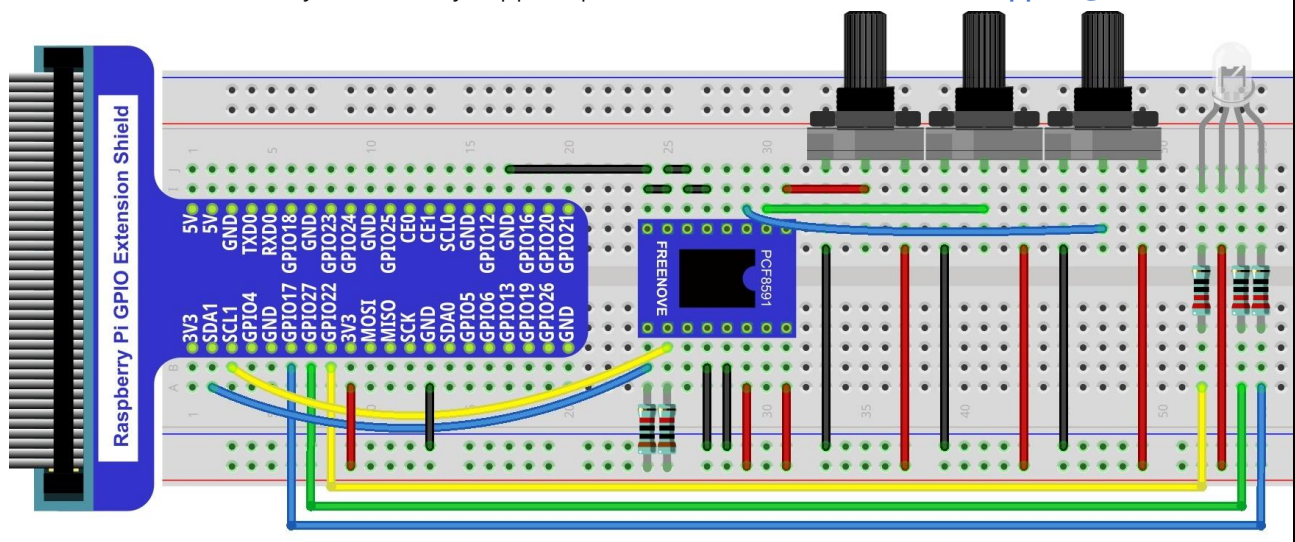 Raspberry Pi GPIO Extension Shield
1 5 10 15 20 25 30
J
I
5V
5V
GND
TXD0
RXD0
GPIO18
GND
GPIO23
GPIO24
GND
GPIO25
CE0
CE1
SCL0
GND
GPIO12
GND
GPIO16
GPIO20
GPIO21
3V3
SDA1
SCL1
GPIO4
GND
GPIO17
GPIO27
GPIO22
3V3
MOSI
MISO
SCK
GND
SDA0
GPIO5
GPIO6
GPIO13
GPIO19
GPIO26
GND
FREENOVE
PCF8591
B
A
1 20 30 35 40 50